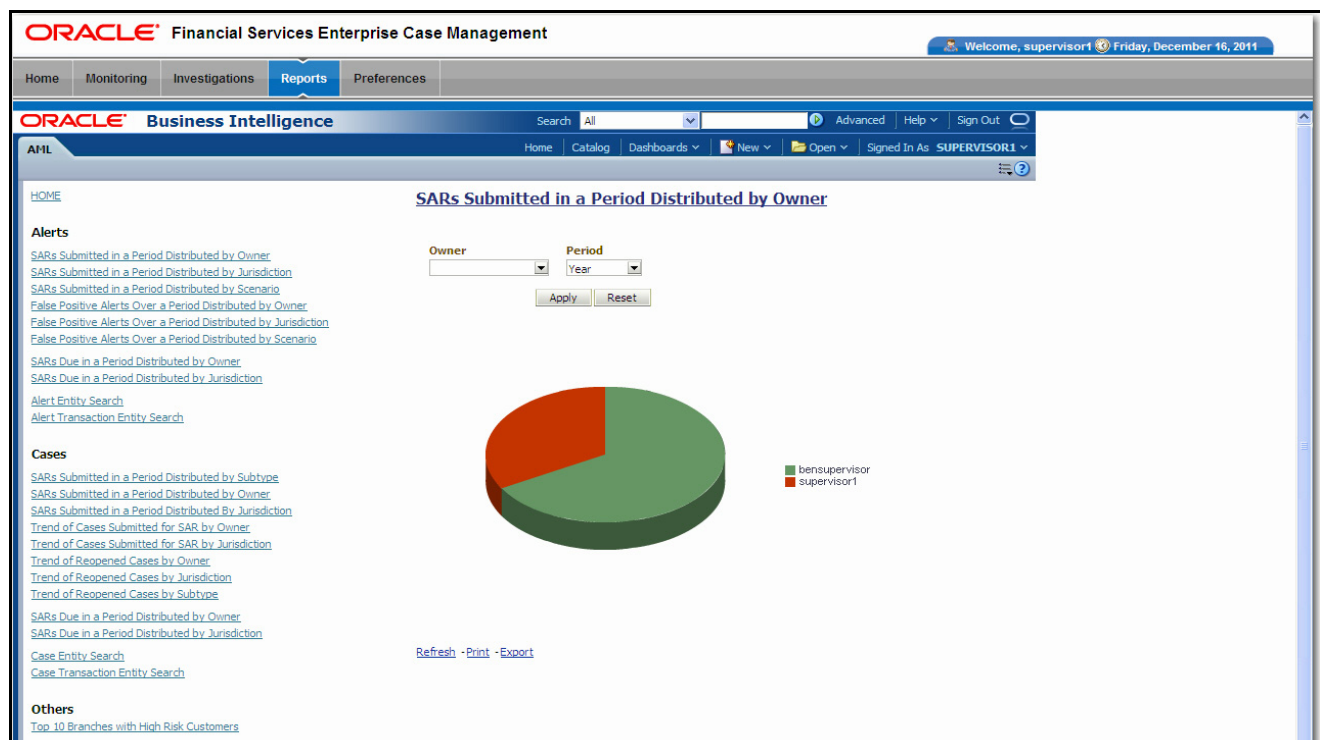 ORACLE Financial Services Enterprise Case Management
Welcome, supervisor1 Friday, December 16, 2011
Home Monitoring Investigations Reports Preferences
ORACLE Business Intelligence
Search All Advanced Help Sign Out
AML
Home Catalog Dashboards New Open Signed In As SUPERVISOR1
HOME
Alerts
SARs Submitted in a Period Distributed by Owner
SARs Submitted in a Period Distributed by Jurisdiction
SARs Submitted in a Period Distributed by Scenario
False Positive Alerts Over a Period Distributed by Owner
False Positive Alerts Over a Period Distributed by Jurisdiction
False Positive Alerts Over a Period Distributed by Scenario
SARs Due in a Period Distributed by Owner
SARs Due in a Period Distributed by Jurisdiction
Alert Entity Search
Alert Transaction Entity Search
Cases
SARs Submitted in a Period Distributed by Subtype
SARs Submitted in a Period Distributed by Owner
SARs Submitted in a Period Distributed By Jurisdiction
Trend of Cases Submitted for SAR by Owner
Trend of Cases Submitted for SAR by Jurisdiction
Trend of Reopened Cases by Owner
Trend of Reopened Cases by Jurisdiction
Trend of Reopened Cases by Subtype
SARs Due in a Period Distributed by Owner
SARs Due in a Period Distributed by Jurisdiction
Case Entity Search
Case Transaction Entity Search
Others
Top 10 Branches with High Risk Customers
SARs Submitted in a Period Distributed by Owner
Owner Period
Year
Apply Reset
bensupervisor
supervisor1
Refresh - Print - Export